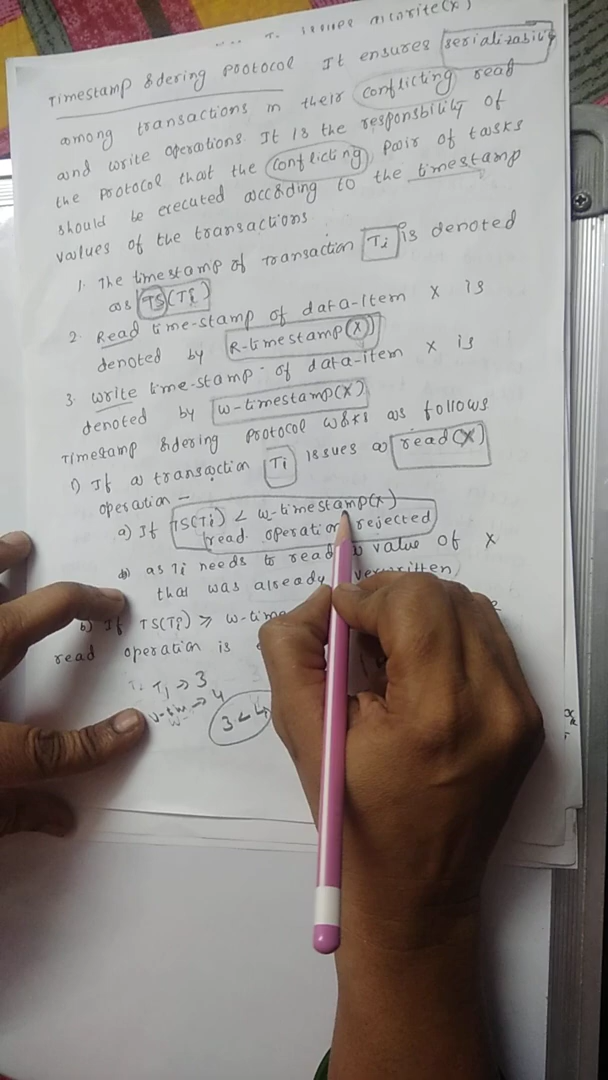 T. issues a write(X)
Timestamp Ordering Protocol It ensures serializability
among transactions in their conflicting read
and write operations. It is the responsbility of
the protocol that the conflicting pair of tasks
should be executed according to the timestamp
values of the transactions.
1. The timestamp of Transaction Ti is denoted
as TS(Ti)
2. Read time-stamp of data-item X is
denoted by R-timestamp(X)
3. Write time-stamp of data-item X is
denoted by W-timestamp(X)
Timestamp Ordering Protocol works as follows
1) If a transaction Ti issues a read(X)
operation -
a) If TS(Ti) < W-timestamp(X)
read operation rejected
as Ti needs to read a value of X
that was already overwritten
b) If TS(Ti) ≥ W-time
read operation is
T1 → 3
→ 4
3 < 4